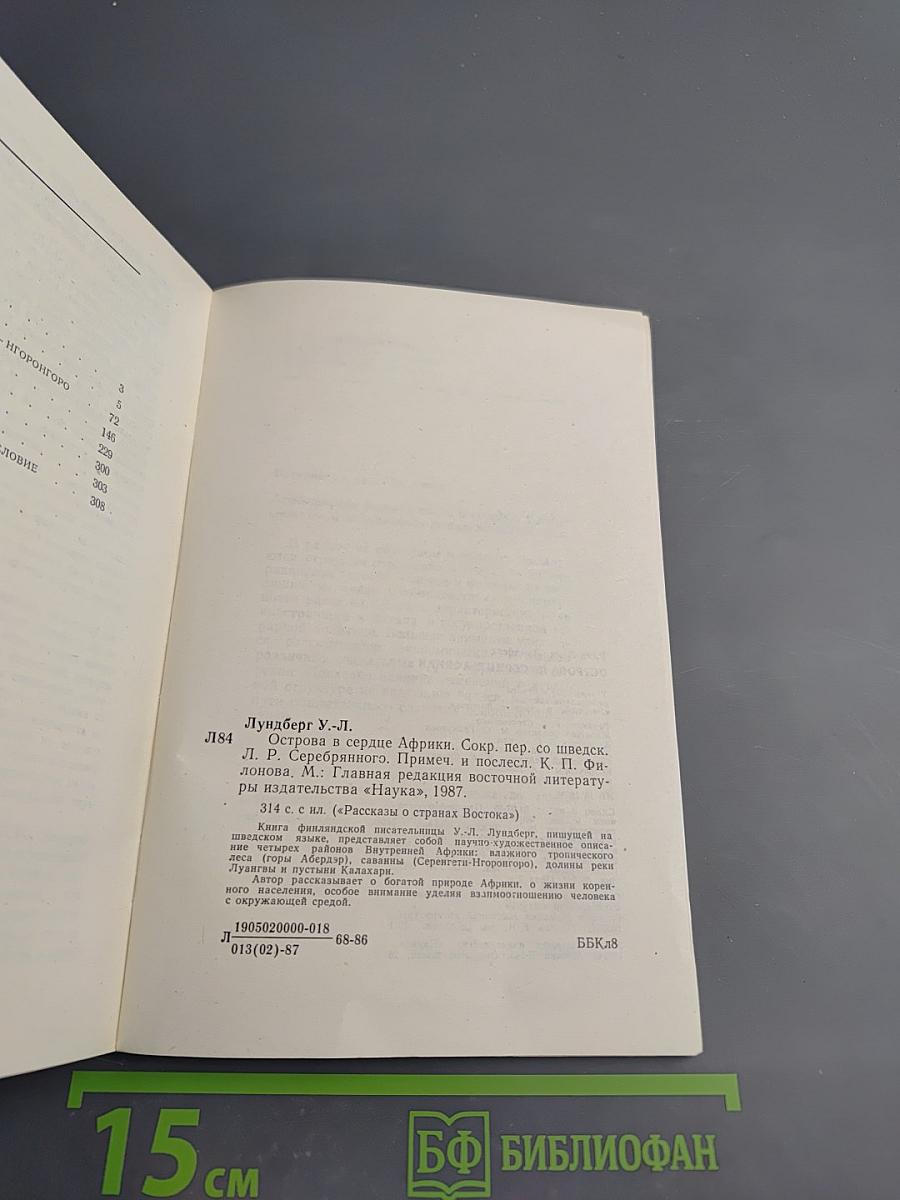 - НГОРОНГОРО
3
5
72
146
229
300
303
308
СЛОВИЕ
Лундберг У.-Л.
Л84
Острова в сердце Африки. Сокр. пер. со шведск.
Л. Р. Серебрянного. Примеч. и послесл. К. П. Фи-
лонова. М.: Главная редакция восточной литерату-
ры издательства «Наука», 1987.
314 с. с ил. («Рассказы о странах Востока»)
Книга финляндской писательницы У.-Л. Лундберг, пишущей на
шведском языке, представляет собой научно-художественное описа-
ние четырех районов Внутренней Африки: влажного тропического
леса (горы Абердэр), саванны (Серенгети-Нгоронгоро), долины реки
Луангвы и пустыни Калахари.
Автор рассказывает о богатой природе Африки, о жизни корен-
ного населения, особое внимание уделяя взаимоотношению человека
с окружающей средой.
Л 1905020000-018
013(02)-87
68-86
ББКл8
15 см
БФ БИБЛИОФАН